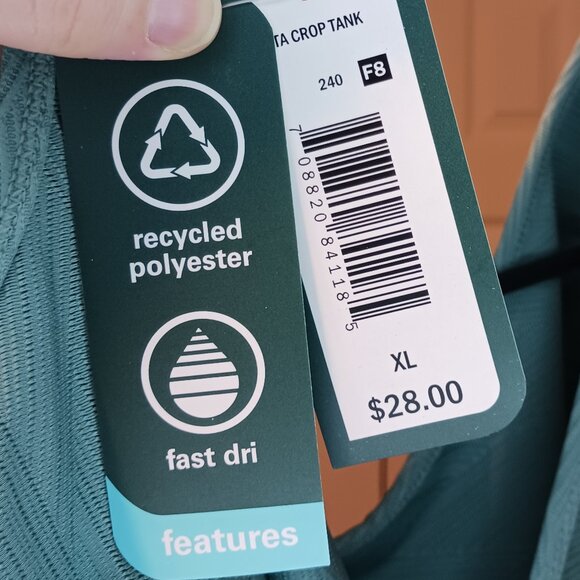 TA CROP TANK
240 F8
7 08820 84118 5
XL
$28.00
recycled
polyester
fast dri
features